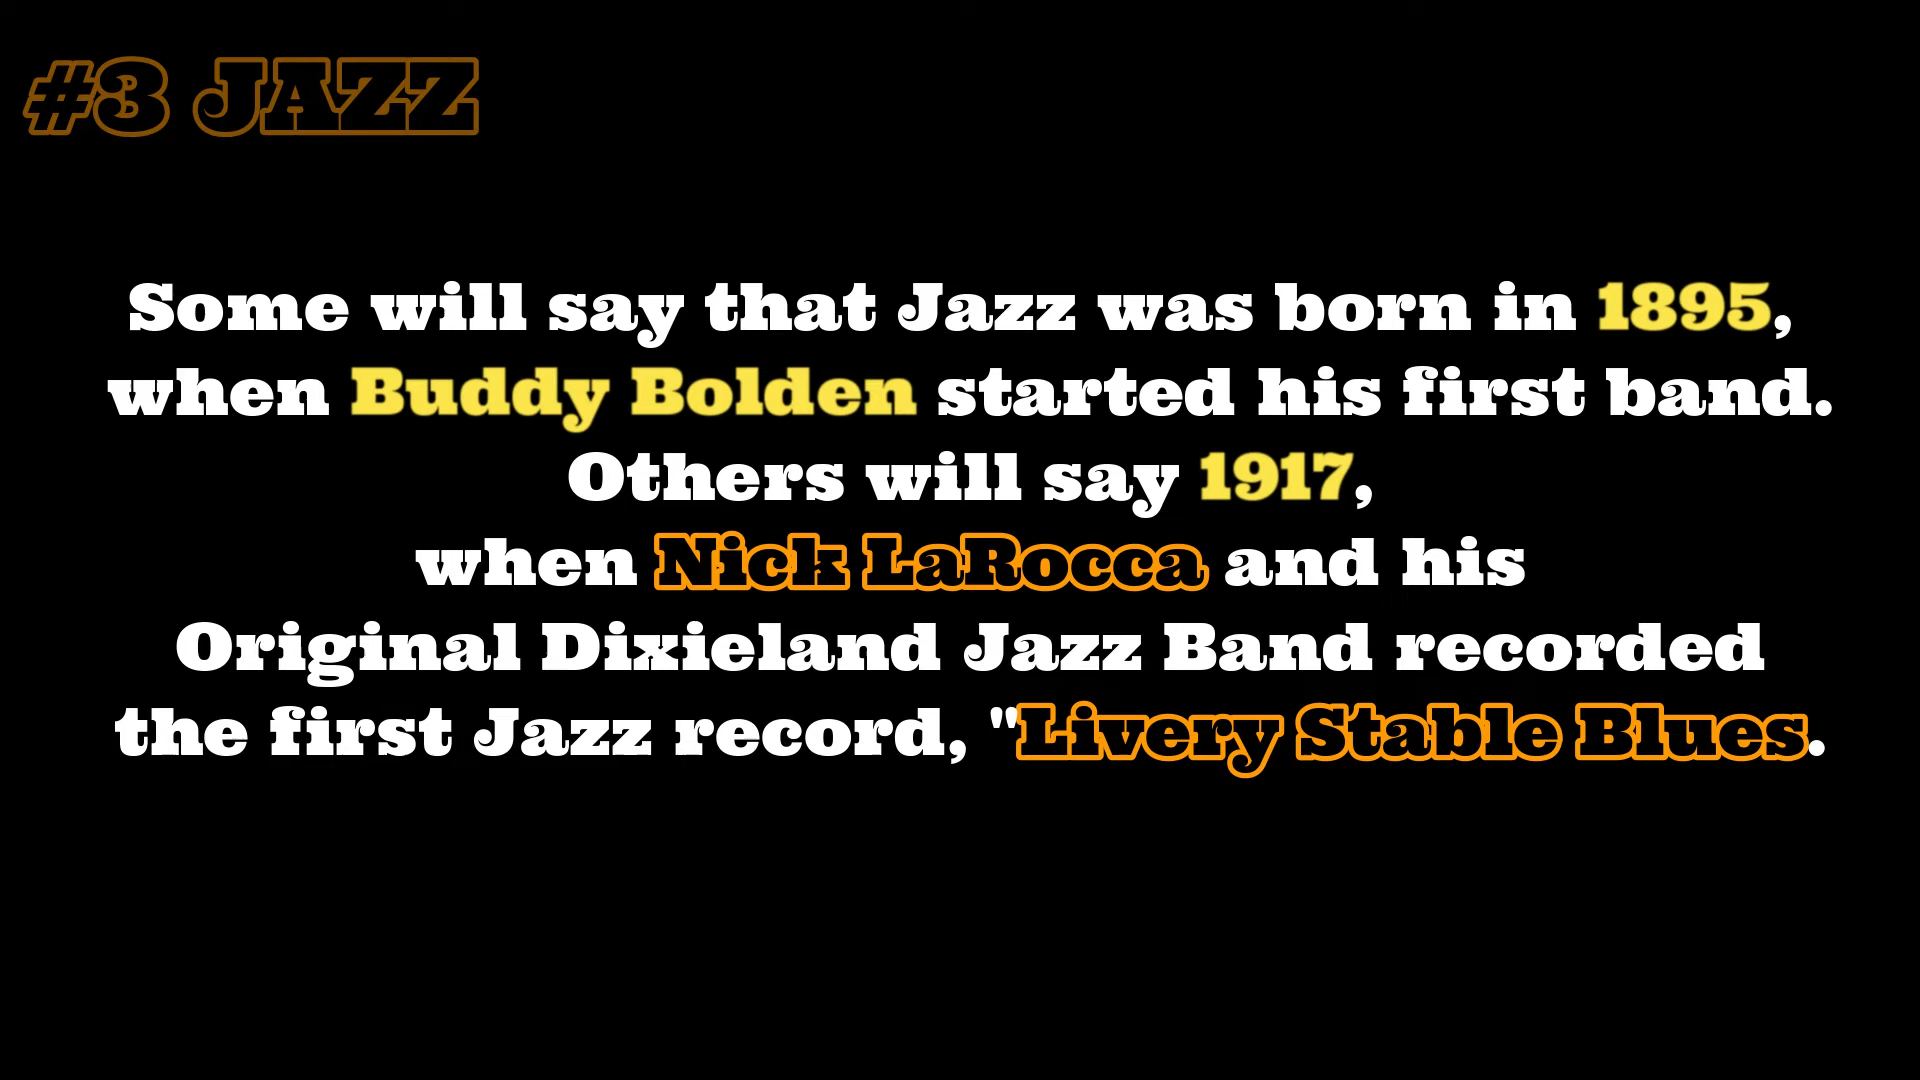 #3 JAZZ
Some will say that Jazz was born in 1895,
when Buddy Bolden started his first band.
Others will say 1917,
when Nick LaRocca and his
Original Dixieland Jazz Band recorded
the first Jazz record, "Livery Stable Blues.